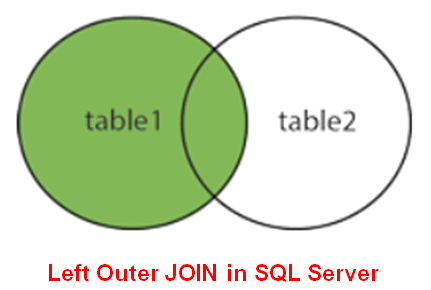 table1 table2
Left Outer JOIN in SQL Server